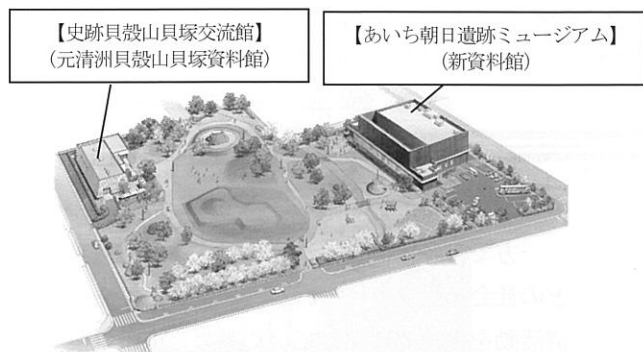 【史跡貝殻山貝塚交流館】
（元清洲貝殻山貝塚資料館）
【あいち朝日遺跡ミュージアム】
（新資料館）